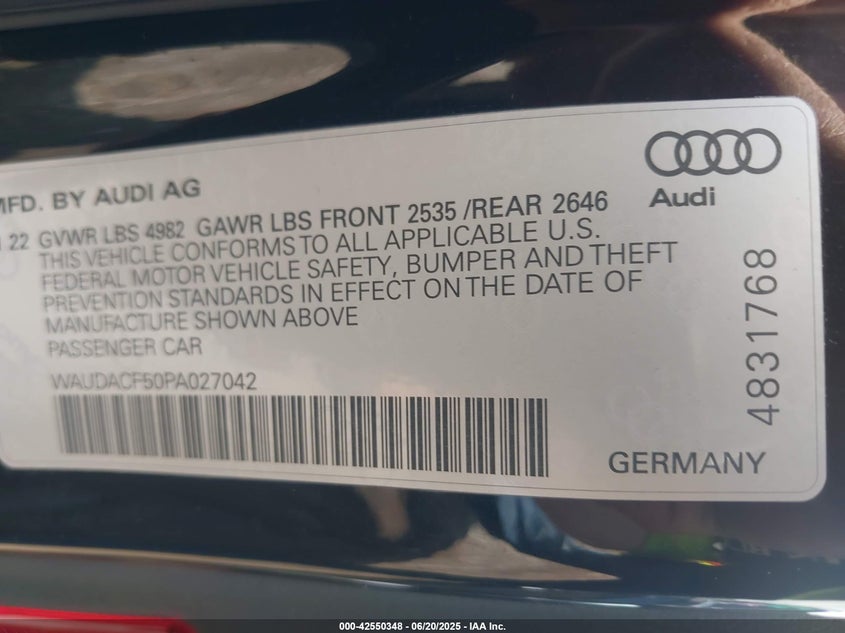 MFD. BY AUDI AG
22 GVWR LBS 4982 GAWR LBS FRONT 2535 /REAR 2646
THIS VEHICLE CONFORMS TO ALL APPLICABLE U.S.
FEDERAL MOTOR VEHICLE SAFETY, BUMPER AND THEFT
PREVENTION STANDARDS IN EFFECT ON THE DATE OF
MANUFACTURE SHOWN ABOVE
PASSENGER CAR
WAUDACF50PA027042
Audi
4831768
GERMANY
000-42550348 | 06/20/2025 - IAA Inc.